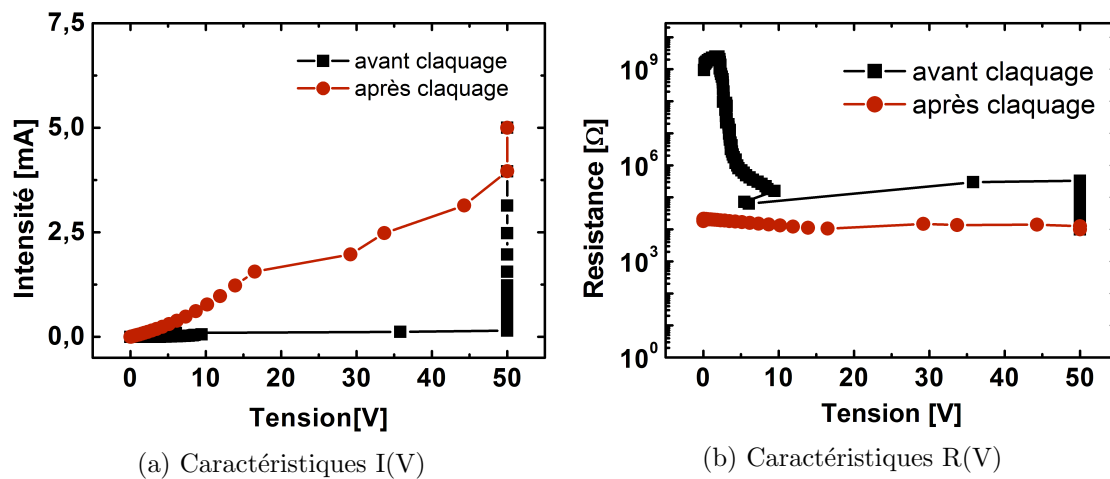 7,5
5,0
2,5
0,0
Intensité [mA]
avant claquage
après claquage
0 10 20 30 40 50
Tension[V]
(a) Caractéristiques I(V)
10⁹
10⁶
10³
10⁰
Resistance [Ω]
avant claquage
après claquage
0 10 20 30 40 50
Tension [V]
(b) Caractéristiques R(V)